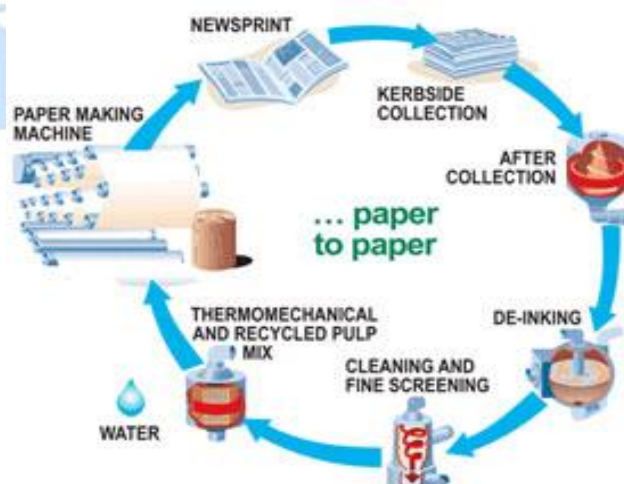 NEWSPRINT
KERBSIDE
COLLECTION
AFTER
COLLECTION
DE-INKING
CLEANING AND
FINE SCREENING
THERMOMECHANICAL
AND RECYCLED PULP
MIX
WATER
PAPER MAKING
MACHINE
... paper
to paper